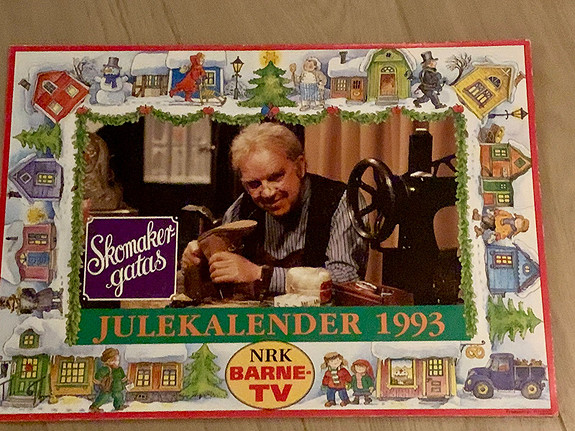 Skomaker-
gatas
JULEKALENDER 1993
NRK
BARNE-
TV